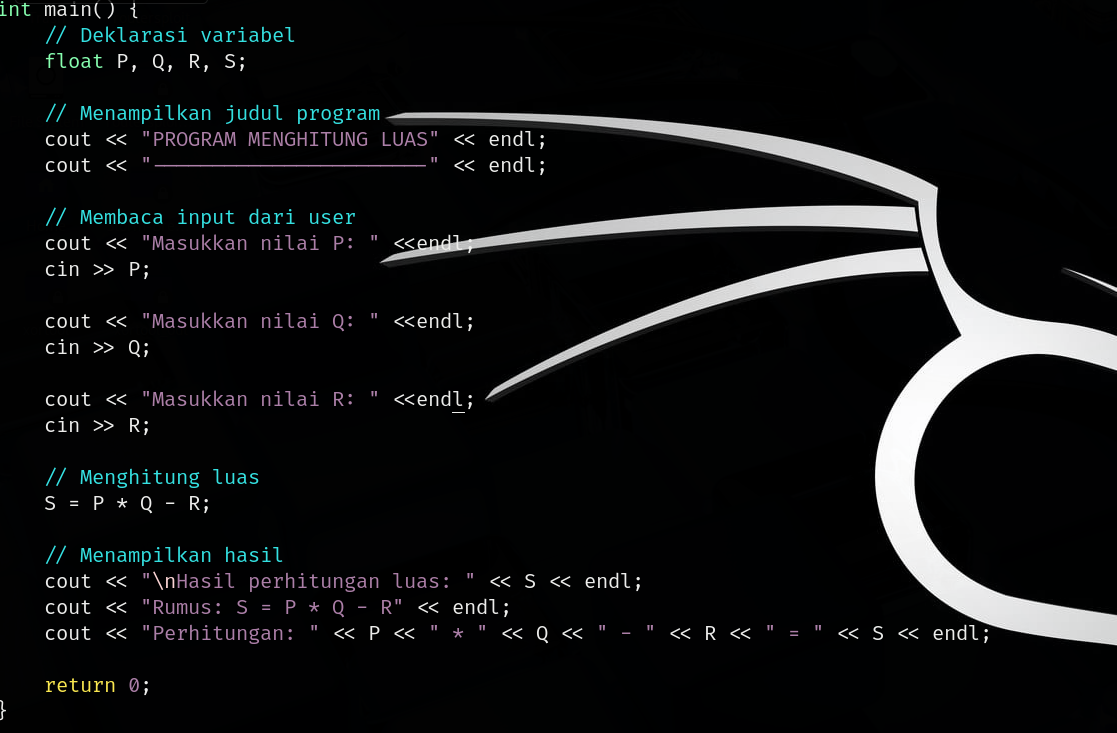 int main() {
// Deklarasi variabel
float P, Q, R, S;
// Menampilkan judul program
cout << "PROGRAM MENGHITUNG LUAS" << endl;
cout << "-----------------------" << endl;
// Membaca input dari user
cout << "Masukkan nilai P: " <<endl;
cin >> P;
cout << "Masukkan nilai Q: " <<endl;
cin >> Q;
cout << "Masukkan nilai R: " <<endl;
cin >> R;
// Menghitung luas
S = P * Q - R;
// Menampilkan hasil
cout << "\nHasil perhitungan luas: " << S << endl;
cout << "Rumus: S = P * Q - R" << endl;
cout << "Perhitungan: " << P << " * " << Q << " - " << R << " = " << S << endl;
return 0;
}